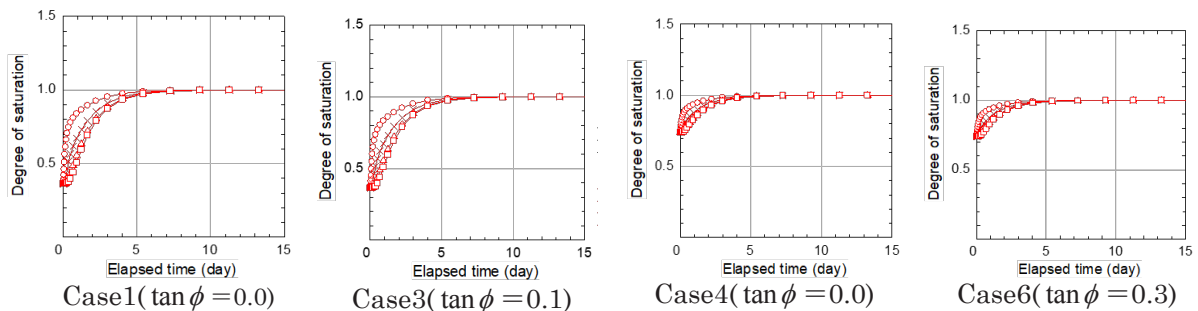 Degree of saturation
1.5
1.0
0.5
0
5
10
15
Elapsed time (day)
Case1(tanϕ=0.0)
Degree of saturation
1.5
1.0
0.5
0
5
10
15
Elapsed time (day)
Case3(tanϕ=0.1)
Degree of saturation
1.5
1.0
0.5
0
5
10
15
Elapsed time (day)
Case4(tanϕ=0.0)
Degree of saturation
1.5
1.0
0.5
0
5
10
15
Elapsed time (day)
Case6(tanϕ=0.3)